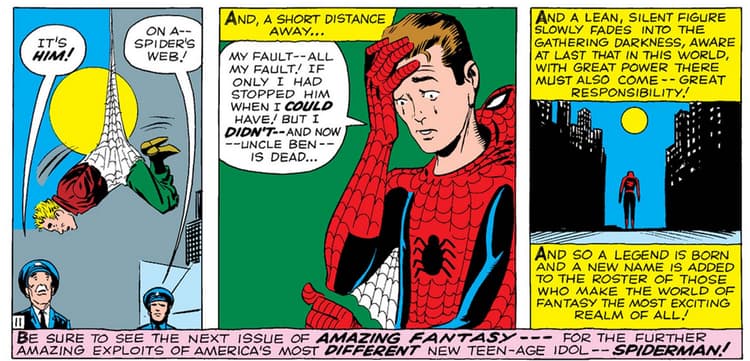 IT'S
HIM!
ON A--
SPIDER'S
WEB!
11
AND, A SHORT DISTANCE
AWAY...
MY FAULT--ALL
MY FAULT! IF
ONLY I HAD
STOPPED HIM
WHEN I COULD
HAVE! BUT I
DIDN'T--AND NOW
--UNCLE BEN--
IS DEAD...
AND A LEAN, SILENT FIGURE
SLOWLY FADES INTO THE
GATHERING DARKNESS, AWARE
AT LAST THAT IN THIS WORLD,
WITH GREAT POWER THERE
MUST ALSO COME -- GREAT
RESPONSIBILITY!
AND SO A LEGEND IS BORN
AND A NEW NAME IS ADDED
TO THE ROSTER OF THOSE
WHO MAKE THE WORLD OF
FANTASY THE MOST EXCITING
REALM OF ALL!
BE SURE TO SEE THE NEXT ISSUE OF AMAZING FANTASY --- FOR THE FURTHER
AMAZING EXPLOITS OF AMERICA'S MOST DIFFERENT NEW TEEN-AGE IDOL -- SPIDERMAN!